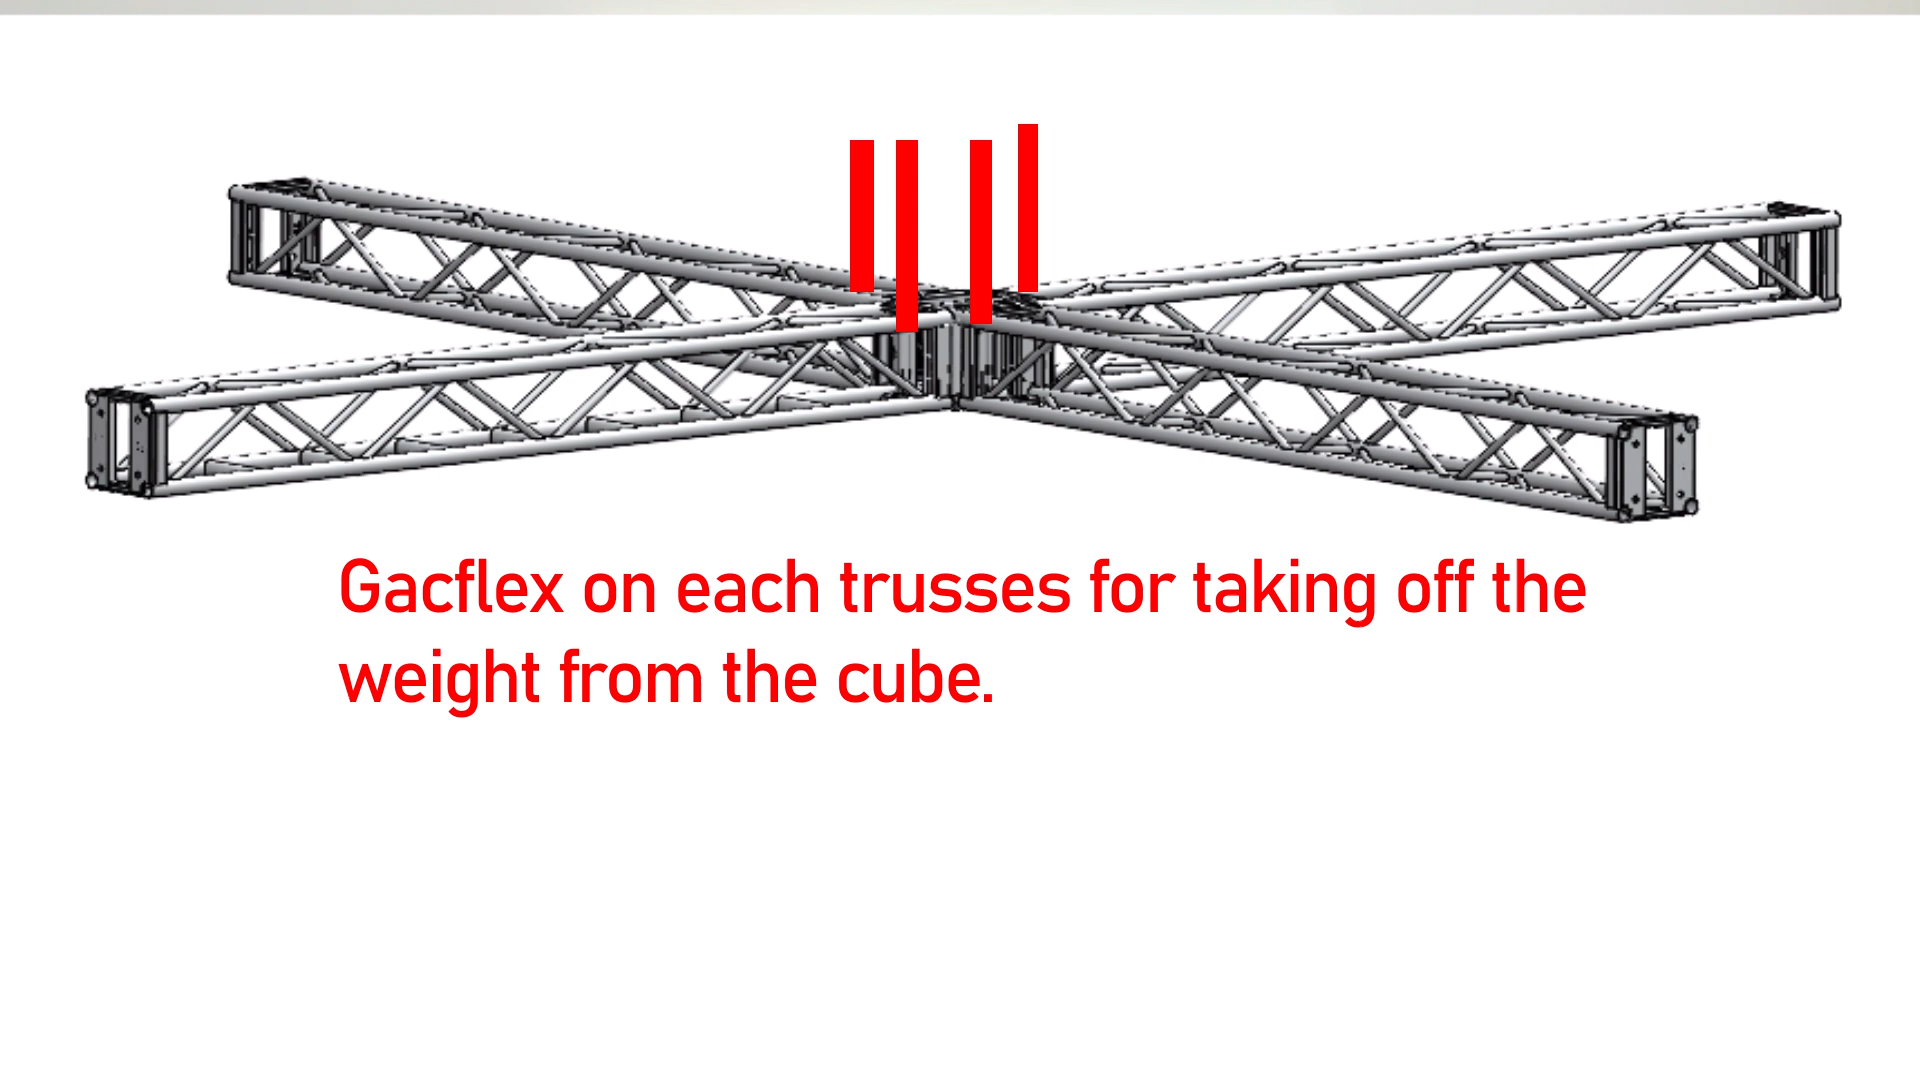 Gacflex on each trusses for taking off the
weight from the cube.